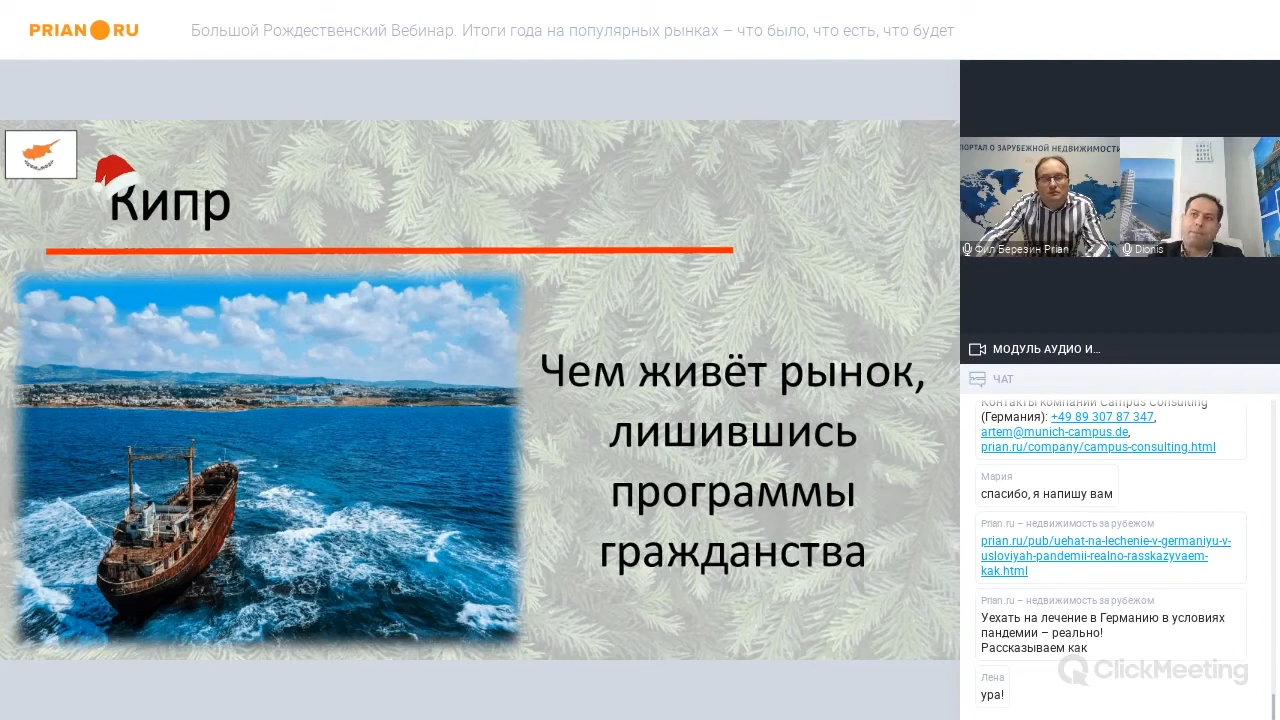 PRIAN RU
Большой Рождественский Вебинар. Итоги года на популярных рынках – что было, что есть, что будет
Кипр
Чем живёт рынок,
лишившись
программы
гражданства
ПОРТАЛ О ЗАРУБЕЖНОЙ НЕДВИЖИМОСТИ
Фил Березин Prian
Dionis
МОДУЛЬ АУДИО И...
ЧАТ
Контакты компании Campus Consulting
(Германия): +49 89 307 87 347,
artem@munich-campus.de,
prian.ru/company/campus-consulting.html
Мария
спасибо, я напишу вам
Prian.ru – недвижимость за рубежом
prian.ru/pub/uehat-na-lechenie-v-germaniyu-v-
usloviyah-pandemii-realno-rasskazyvaem-
kak.html
Prian.ru – недвижимость за рубежом
Уехать на лечение в Германию в условиях
пандемии – реально!
Рассказываем как
ClickMeeting
Лена
ура!